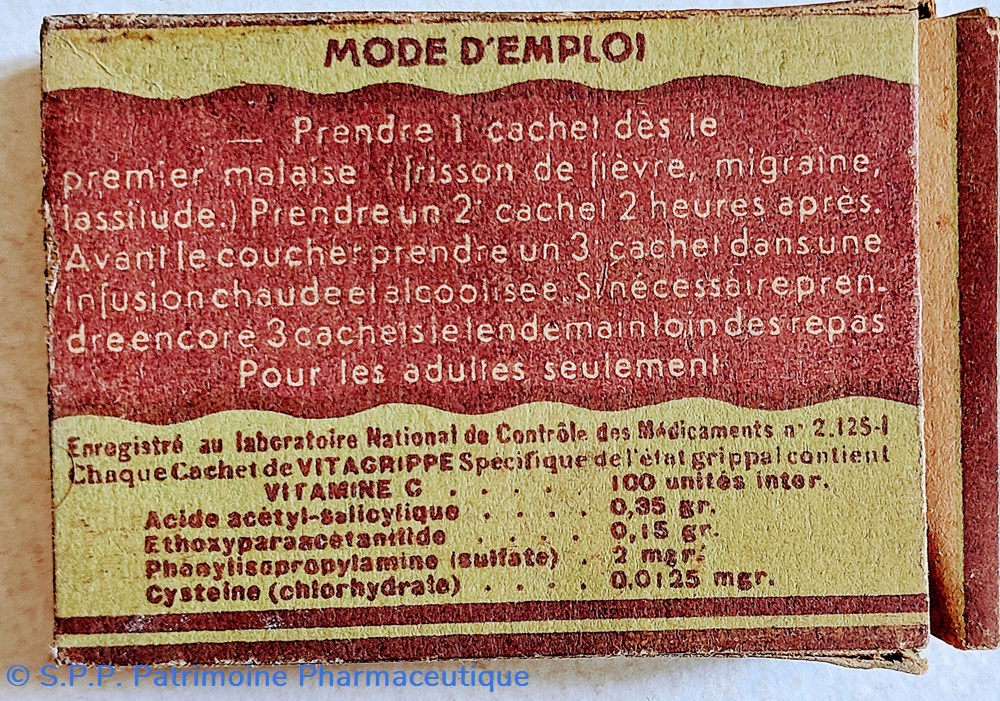 MODE D'EMPLOI
— Prendre 1 cachet dès le
premier malaise (frisson de fièvre, migraine,
lassitude.) Prendre un 2e cachet 2 heures après.
Avant le coucher prendre un 3e cachet dans une
infusion chaude et alcoolisée. Si nécessaire pren-
dre encore 3 cachets le lendemain loin des repas
Pour les adultes seulement
Enregistré au laboratoire National de Contrôle des Médicaments n° 2.125-1
Chaque Cachet de VITAGRIPPE Spécifique de l'état grippal contient
VITAMINE C . . . . 100 unités inter.
Acide acétyl-salicylique . . . . 0,35 gr.
Ethoxyparaacétanilide . . . . 0,15 gr.
Phénylisopropylamine (sulfate) . 2 mgr.
Cysteine (chlorhydrate) . . . . 0.0125 mgr.
© S.P.P. Patrimoine Pharmaceutique